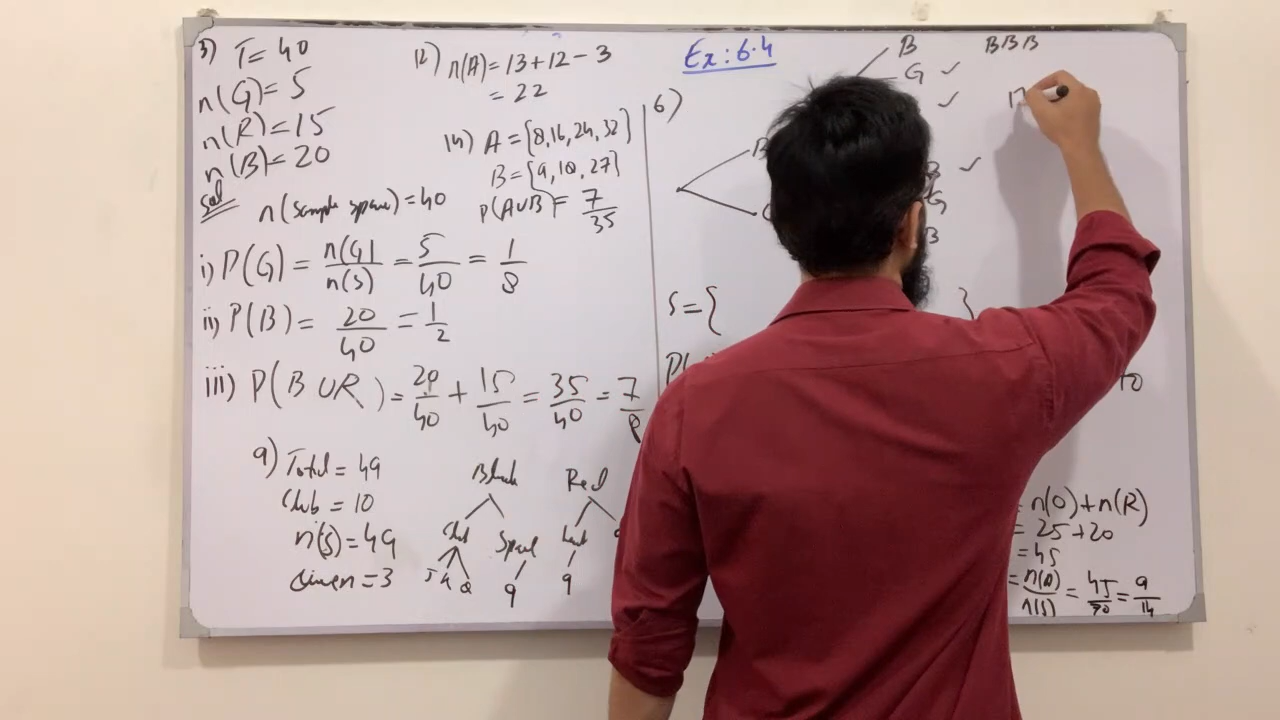 Ex: 6.4
3) T = 40
n(G) = 5
n(R) = 15
n(B) = 20
Sol
n(sample space) = 40
i) P(G) = n(G) / n(S) = 5/40 = 1/8
ii) P(B) = 20/40 = 1/2
iii) P(B ∪ R) = 20/40 + 15/40 = 35/40 = 7/8
9) Total = 49
Club = 10
n(S) = 49
Queen = 3
Black
Red
Club
Spade
9
9
12) n(A) = 13 + 12 - 3
= 22
14) A = {8, 16, 24, 32}
B = {9, 18, 27}
P(A∪B) = 7/35
6)
B
G ✓
✓
B
B ✓
G
B
BBB
S = {
}
= n(O) + n(R)
= 25 + 20
= 45
= n(A)/n(S) = 45/70 = 9/14